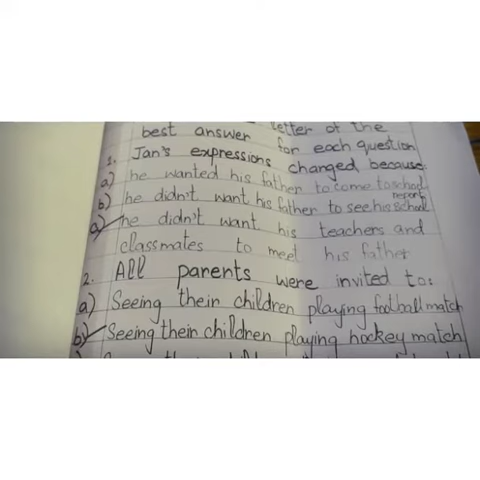 letter of the
best answer for each question
1. Jan's expressions changed because:
a) he wanted his father to come to school
b) he didn't want his father to see his school report
a) he didn't want his teachers and
classmates to meet his father
2. All parents were invited to:
a) Seeing their children playing football match
b) Seeing their children playing hockey match